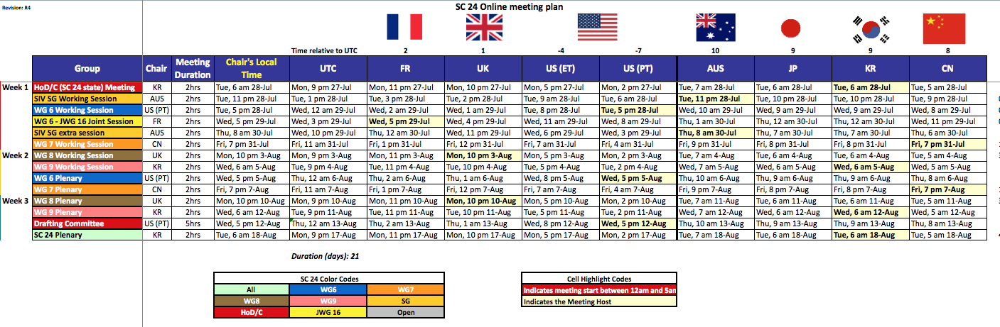 SC 24 Online meeting plan
Revision: R4
Time relative to UTC 2 1 -4 -7 10 9 9 8
Group Chair Meeting Duration Chair's Local Time UTC FR UK US (ET) US (PT) AUS JP KR CN
Week 1 HoD/C (SC 24 state) Meeting KR 2hrs Tue, 6 am 28-Jul Mon, 9 pm 27-Jul Mon, 11 pm 27-Jul Mon, 10 pm 27-Jul Mon, 5 pm 27-Jul Mon, 2 pm 27-Jul Tue, 7 am 28-Jul Tue, 6 am 28-Jul Tue, 6 am 28-Jul Tue, 5 am 28-Jul
SIV SG Working Session AUS 2hrs Tue, 11 pm 28-Jul Tue, 1 pm 28-Jul Tue, 3 pm 28-Jul Tue, 2 pm 28-Jul Tue, 9 am 28-Jul Tue, 6 am 28-Jul Tue, 11 pm 28-Jul Tue, 10 pm 28-Jul Tue, 10 pm 28-Jul Tue, 9 pm 28-Jul
WG 6 Working Session US (PT) 2hrs Tue, 5 pm 28-Jul Wed, 12 am 29-Jul Wed, 2 am 29-Jul Wed, 1 am 29-Jul Tue, 8 pm 28-Jul Tue, 5 pm 28-Jul Wed, 10 am 29-Jul Wed, 9 am 29-Jul Wed, 9 am 29-Jul Wed, 8 am 29-Jul
WG 6 - JWG 16 Joint Session FR 2hrs Wed, 5 pm 29-Jul Wed, 3 pm 29-Jul Wed, 5 pm 29-Jul Wed, 4 pm 29-Jul Wed, 11 am 29-Jul Wed, 8 am 29-Jul Thu, 1 am 30-Jul Thu, 12 am 30-Jul Thu, 12 am 30-Jul Wed, 11 pm 29-Jul
SIV SG extra session AUS 2hrs Thu, 8 am 30-Jul Wed, 10 pm 29-Jul Thu, 12 am 30-Jul Wed, 11 pm 29-Jul Wed, 6 pm 29-Jul Wed, 3 pm 29-Jul Thu, 8 am 30-Jul Thu, 7 am 30-Jul Thu, 7 am 30-Jul Thu, 6 am 30-Jul
WG 7 Working Session CN 2hrs Fri, 7 pm 31-Jul Fri, 11 am 31-Jul Fri, 1 pm 31-Jul Fri, 12 pm 31-Jul Fri, 7 am 31-Jul Fri, 4 am 31-Jul Fri, 9 pm 31-Jul Fri, 8 pm 31-Jul Fri, 8 pm 31-Jul Fri, 7 pm 31-Jul
Week 2 WG 8 Working Session UK 2hrs Mon, 10 pm 3-Aug Mon, 9 pm 3-Aug Mon, 11 pm 3-Aug Mon, 10 pm 3-Aug Mon, 5 pm 3-Aug Mon, 2 pm 3-Aug Tue, 7 am 4-Aug Tue, 6 am 4-Aug Tue, 6 am 4-Aug Tue, 5 am 4-Aug
WG 9 Working Session KR 2hrs Wed, 6 am 5-Aug Tue, 9 pm 4-Aug Tue, 11 pm 4-Aug Tue, 10 pm 4-Aug Tue, 5 pm 4-Aug Tue, 2 pm 4-Aug Wed, 7 am 5-Aug Wed, 6 am 5-Aug Wed, 6 am 5-Aug Wed, 5 am 5-Aug
WG 6 Plenary US (PT) 2hrs Wed, 5 pm 5-Aug Thu, 12 am 6-Aug Thu, 2 am 6-Aug Thu, 1 am 6-Aug Wed, 8 pm 5-Aug Wed, 5 pm 5-Aug Thu, 10 am 6-Aug Thu, 9 am 6-Aug Thu, 9 am 6-Aug Thu, 8 am 6-Aug
WG 7 Plenary CN 2hrs Fri, 7 pm 7-Aug Fri, 11 am 7-Aug Fri, 1 pm 7-Aug Fri, 12 pm 7-Aug Fri, 7 am 7-Aug Fri, 4 am 7-Aug Fri, 9 pm 7-Aug Fri, 8 pm 7-Aug Fri, 8 pm 7-Aug Fri, 7 pm 7-Aug
Week 3 WG 8 Plenary UK 2hrs Mon, 10 pm 10-Aug Mon, 9 pm 10-Aug Mon, 11 pm 10-Aug Mon, 10 pm 10-Aug Mon, 5 pm 10-Aug Mon, 2 pm 10-Aug Tue, 7 am 11-Aug Tue, 6 am 11-Aug Tue, 6 am 11-Aug Tue, 5 am 11-Aug
WG 9 Plenary KR 2hrs Wed, 6 am 12-Aug Tue, 9 pm 11-Aug Tue, 11 pm 11-Aug Tue, 10 pm 11-Aug Tue, 5 pm 11-Aug Tue, 2 pm 11-Aug Wed, 7 am 12-Aug Wed, 6 am 12-Aug Wed, 6 am 12-Aug Wed, 5 am 12-Aug
Drafting Committee US (PT) 5hrs Wed, 5 pm 12-Aug Thu, 12 am 13-Aug Thu, 2 am 13-Aug Thu, 1 am 13-Aug Wed, 8 pm 12-Aug Wed, 5 pm 12-Aug Thu, 10 am 13-Aug Thu, 9 am 13-Aug Thu, 9 am 13-Aug Thu, 8 am 13-Aug
SC 24 Plenary KR 2hrs Tue, 6 am 18-Aug Mon, 9 pm 17-Aug Mon, 11 pm 17-Aug Mon, 10 pm 17-Aug Mon, 5 pm 17-Aug Mon, 2 pm 17-Aug Tue, 7 am 18-Aug Tue, 6 am 18-Aug Tue, 6 am 18-Aug Tue, 5 am 18-Aug
Duration (days): 21
SC 24 Color Codes
All WG6 WG7
WG8 WG9 SG
HoD/C JWG 16 Open
Cell Highlight Codes
Indicates meeting start between 12am and 5am
Indicates the Meeting Host